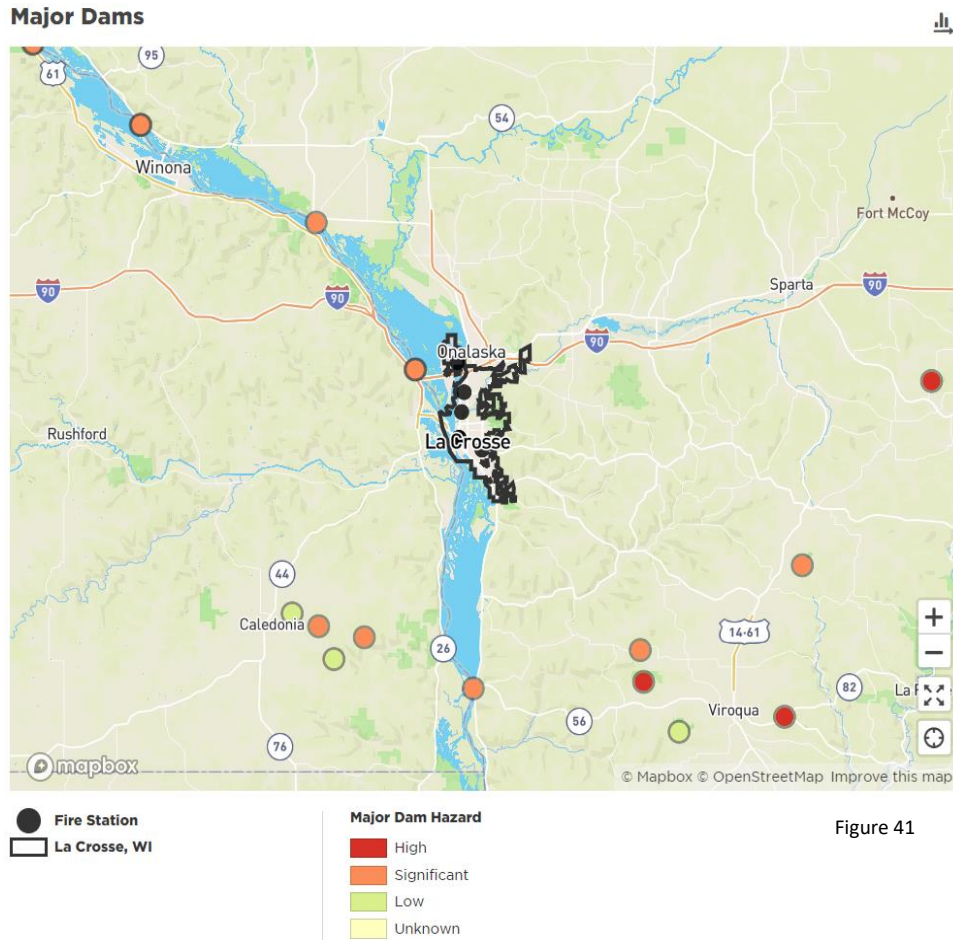 Major Dams
95
61
54
Winona
Fort McCoy
90
90
Sparta
90
90
Onalaska
Rushford
La Crosse
44
Caledonia
14-61
26
82
Viroqua
56
76
mapbox
© Mapbox © OpenStreetMap Improve this map
Fire Station
La Crosse, WI
Major Dam Hazard
High
Significant
Low
Unknown
Figure 41